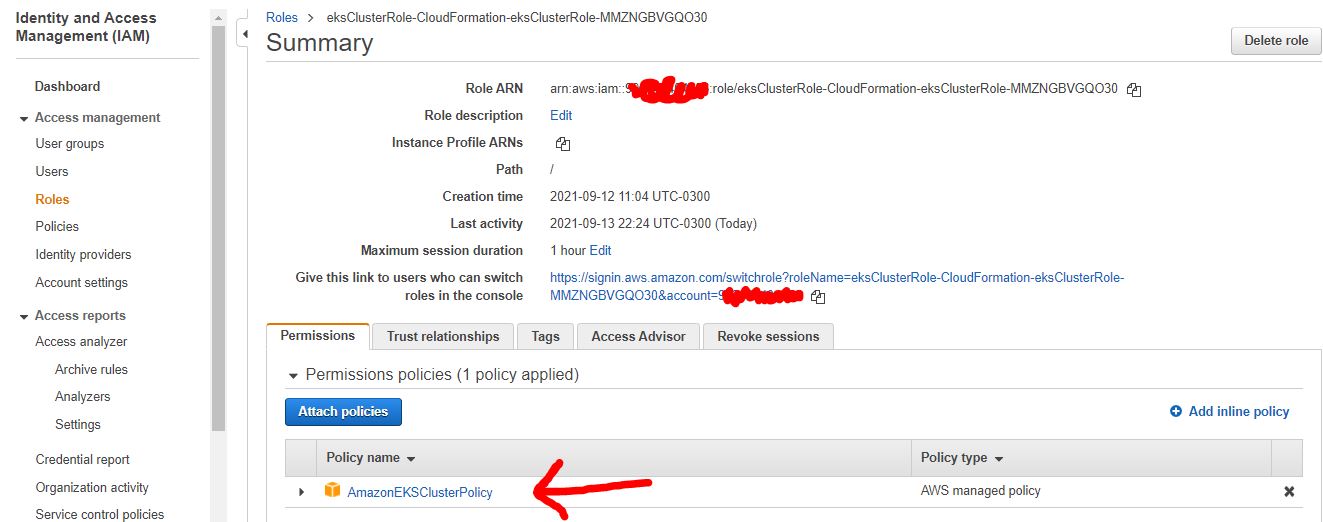 Identity and Access
Management (IAM)
Dashboard
Access management
User groups
Users
Roles
Policies
Identity providers
Account settings
Access reports
Access analyzer
Archive rules
Analyzers
Settings
Credential report
Organization activity
Service control policies
Roles > eksClusterRole-CloudFormation-eksClusterRole-MMZNGBVGQO30
Summary
Delete role
Role ARN arn:aws:iam::9 :role/eksClusterRole-CloudFormation-eksClusterRole-MMZNGBVGQO30
Role description Edit
Instance Profile ARNs
Path /
Creation time 2021-09-12 11:04 UTC-0300
Last activity 2021-09-13 22:24 UTC-0300 (Today)
Maximum session duration 1 hour Edit
Give this link to users who can switch https://signin.aws.amazon.com/switchrole?roleName=eksClusterRole-CloudFormation-eksClusterRole-
roles in the console MMZNGBVGQO30&account=9
Permissions Trust relationships Tags Access Advisor Revoke sessions
Permissions policies (1 policy applied)
Attach policies Add inline policy
Policy name Policy type
AmazonEKSClusterPolicy AWS managed policy